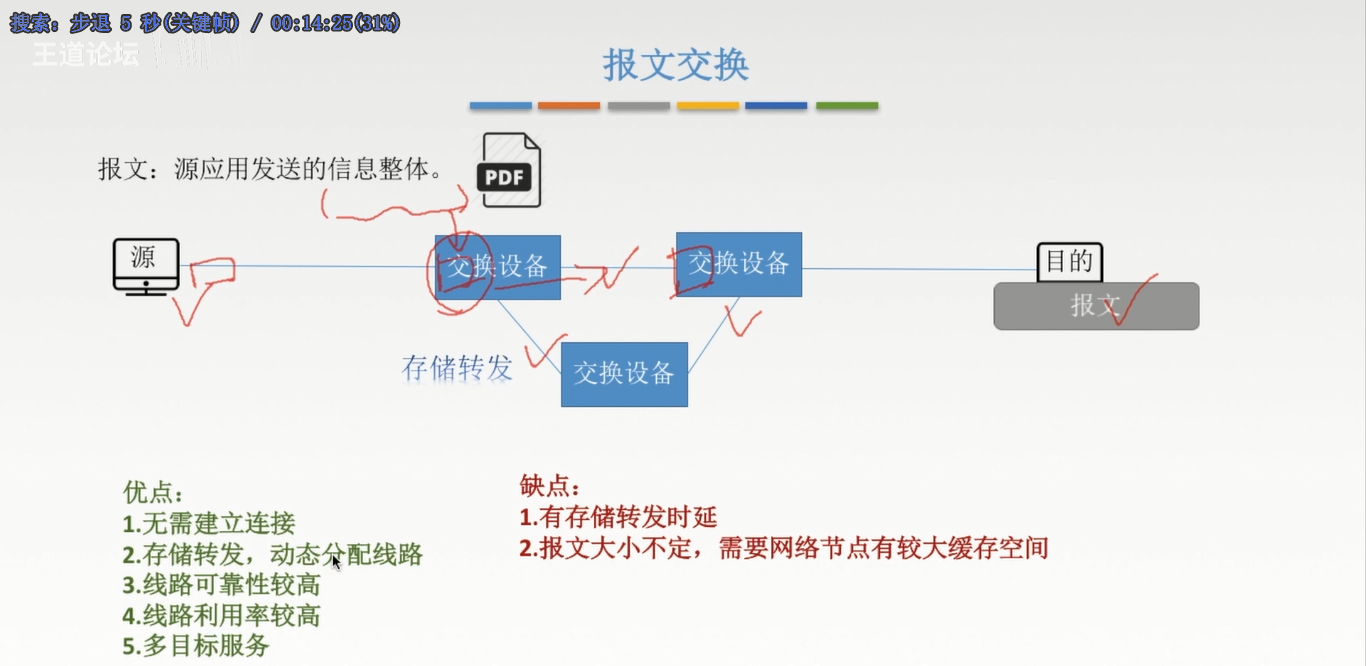 搜索: 步退 5 秒(关键帧) / 00:14:25(31%)
王道论坛
报文交换
报文：源应用发送的信息整体。
PDF
源
交换设备
交换设备
目的
报文
存储转发
交换设备
优点：
1.无需建立连接
2.存储转发，动态分配线路
3.线路可靠性较高
4.线路利用率较高
5.多目标服务
缺点：
1.有存储转发时延
2.报文大小不定，需要网络节点有较大缓存空间